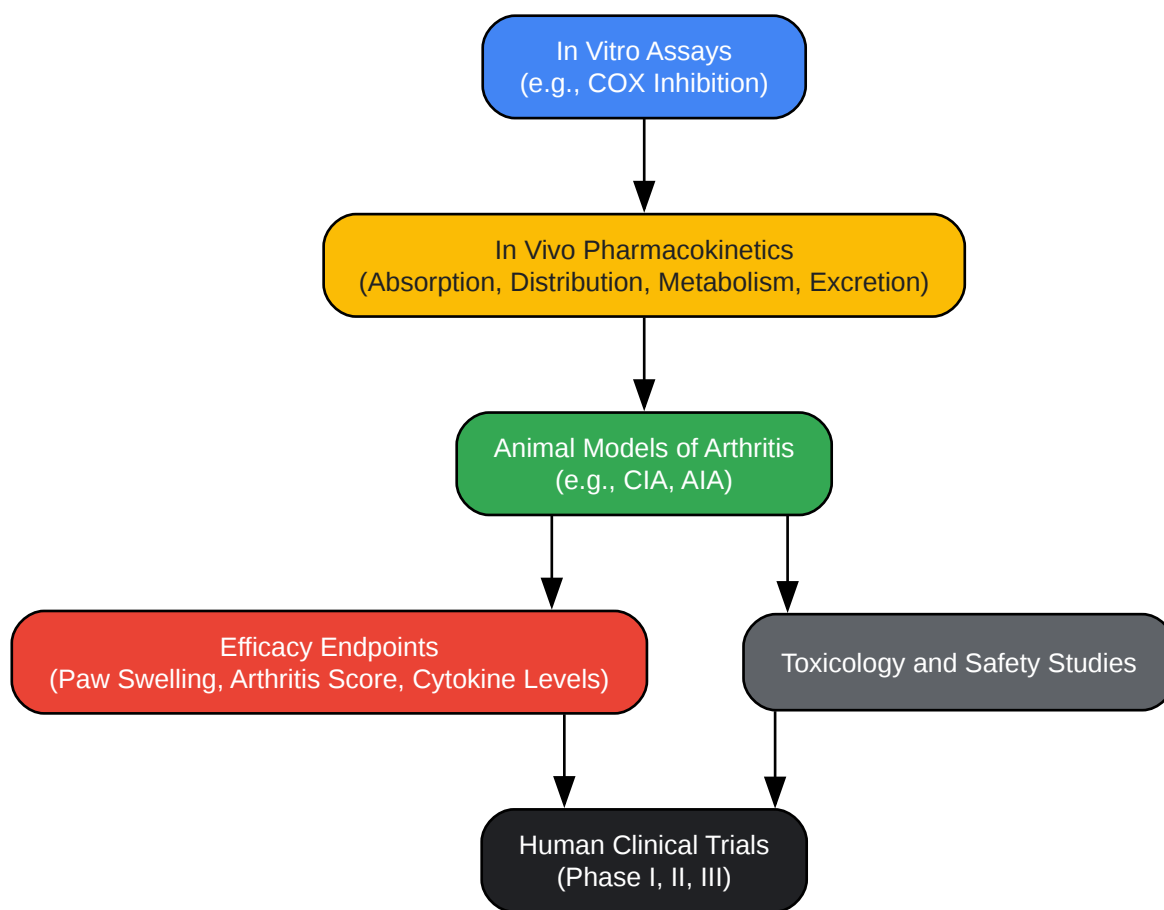 In Vitro Assays
(e.g., COX Inhibition)
In Vivo Pharmacokinetics
(Absorption, Distribution, Metabolism, Excretion)
Animal Models of Arthritis
(e.g., CIA, AIA)
Efficacy Endpoints
(Paw Swelling, Arthritis Score, Cytokine Levels)
Toxicology and Safety Studies
Human Clinical Trials
(Phase I, II, III)